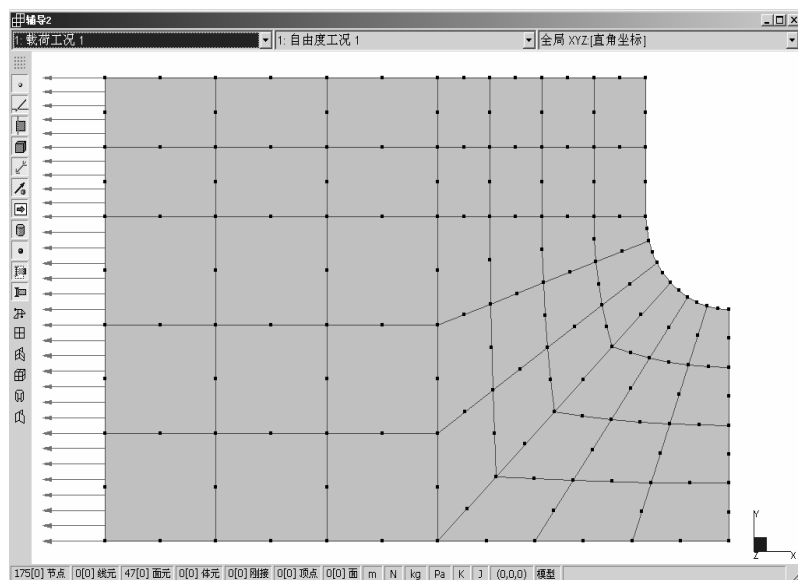 辅导2
1: 载荷工况 1
1: 自由度工况 1
全局 XYZ:[直角坐标]
Y
Z
X
175[0] 节点 0[0] 线元 47[0] 面元 0[0] 体元 0[0] 刚接 0[0] 顶点 0[0] 面 m N kg Pa K J (0,0,0) 模型